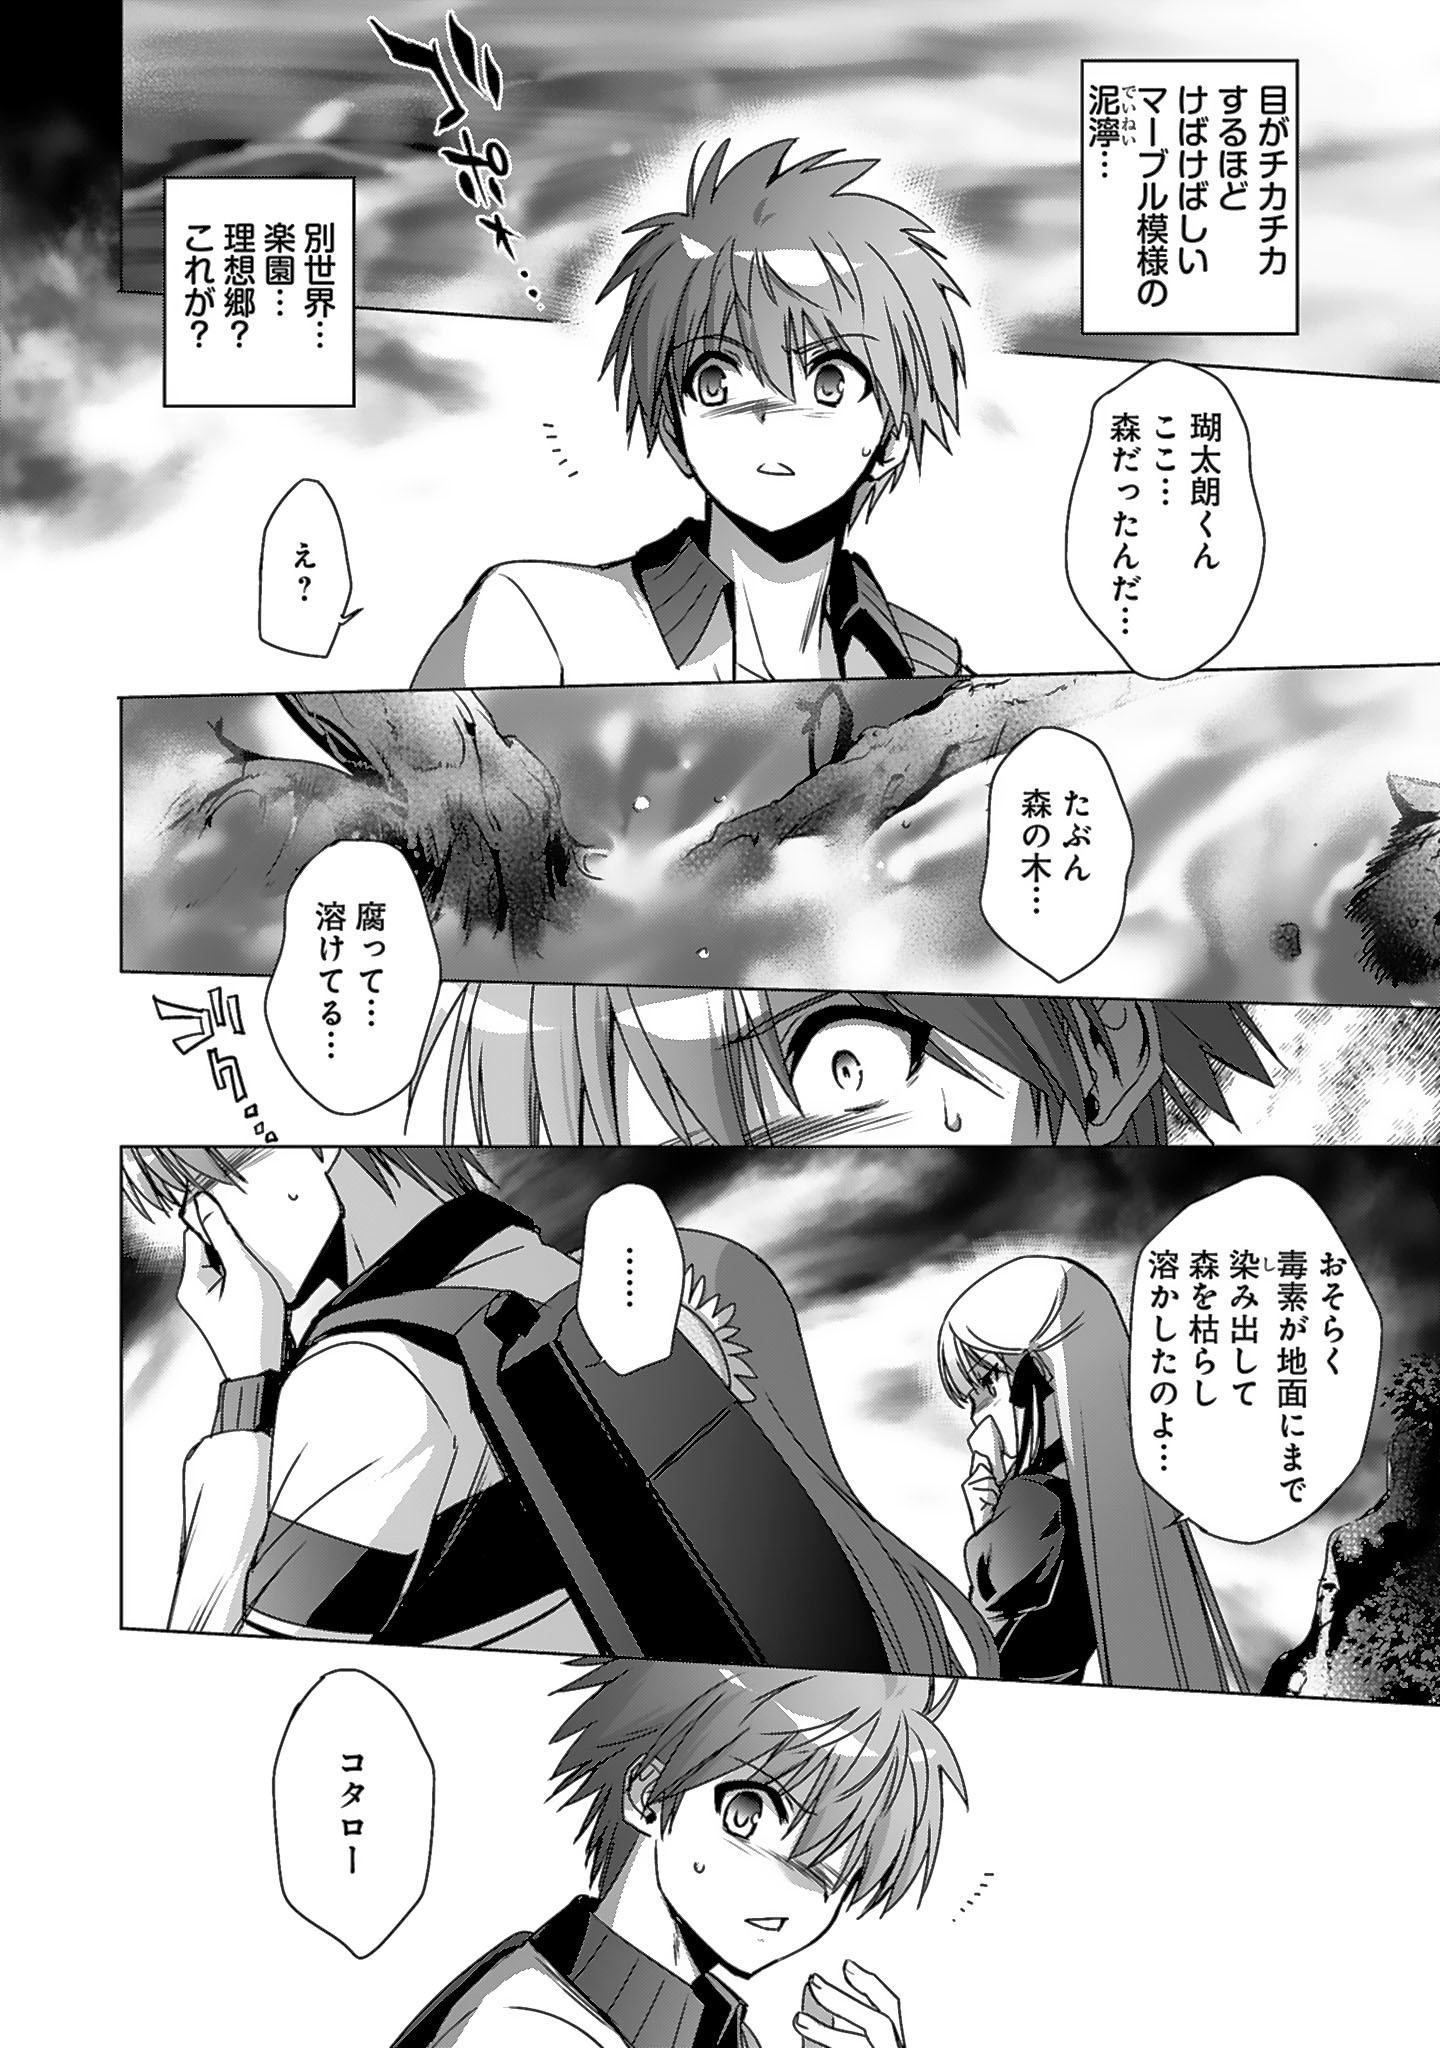 目がチカチカ
するほど
けばけばしい
マーブル模様の
泥濘…
でいねい
ゴポ…
ポ…
別世界…
楽園…
理想郷？
これが？
瑚太朗くん
ここ…
森だったんだ…
え？
たぶん
森の木…
腐って…
溶けてる…
おそらく
毒素が地面にまで
染み出して
し
森を枯らし
溶かしたのよ…
……
コタロー